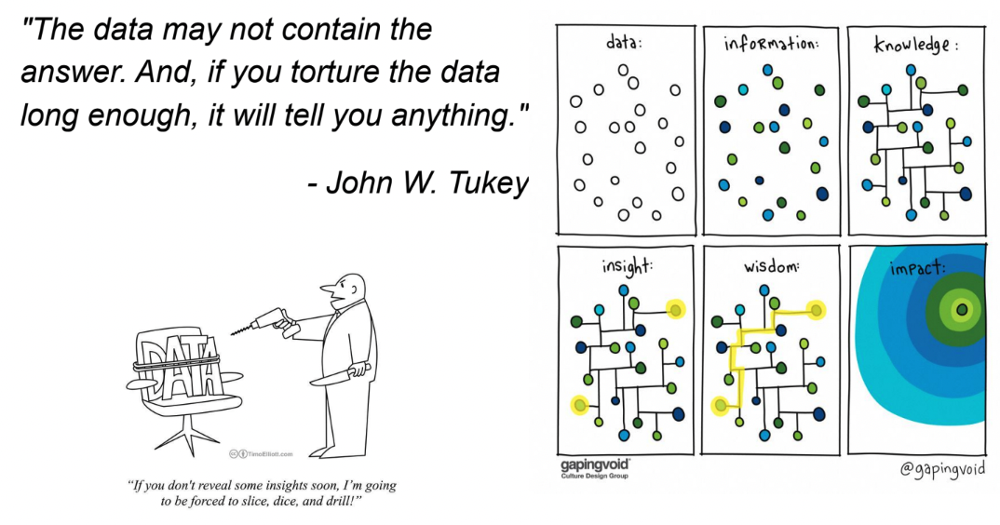 "The data may not contain the
answer. And, if you torture the data
long enough, it will tell you anything."
- John W. Tukey
DATA
TimoElliott.com
“If you don't reveal some insights soon, I’m going
to be forced to slice, dice, and drill!”
data:
information:
knowledge:
insight:
wisdom:
impact:
gapingvoid
Culture Design Group
@gapingvoid